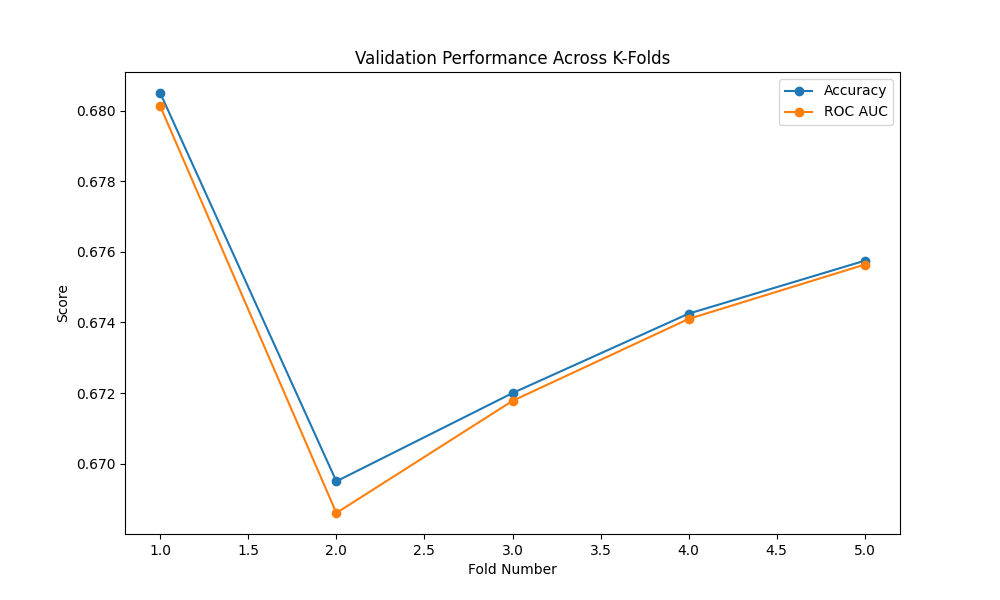 Validation Performance Across K-Folds
Accuracy
ROC AUC
0.680
0.678
0.676
0.674
0.672
0.670
Score
1.0 1.5 2.0 2.5 3.0 3.5 4.0 4.5 5.0
Fold Number